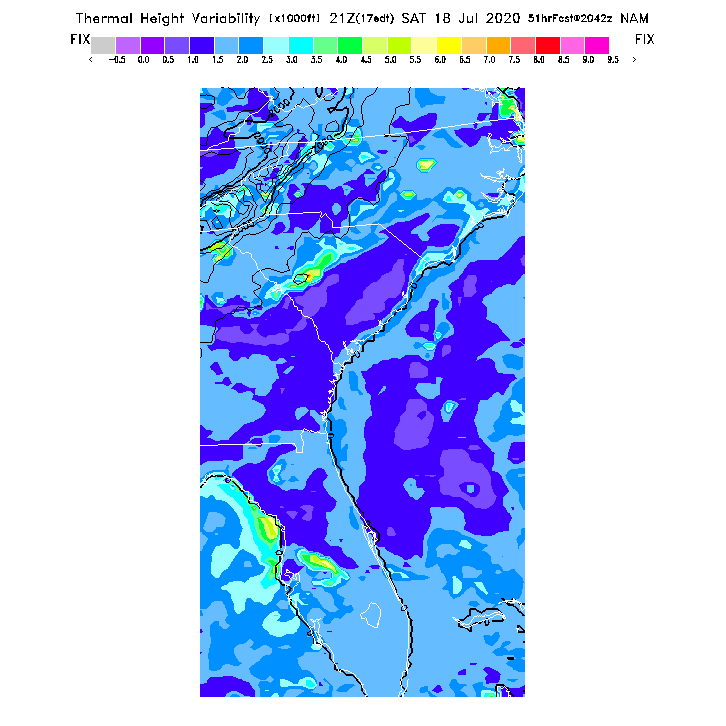 Thermal Height Variability [x1000ft] 21Z(17edt) SAT 18 Jul 2020 51hrFcst@2042z NAM
FIX FIX
< -0.5 0.0 0.5 1.0 1.5 2.0 2.5 3.0 3.5 4.0 4.5 5.0 5.5 6.0 6.5 7.0 7.5 8.0 8.5 9.0 9.5 >